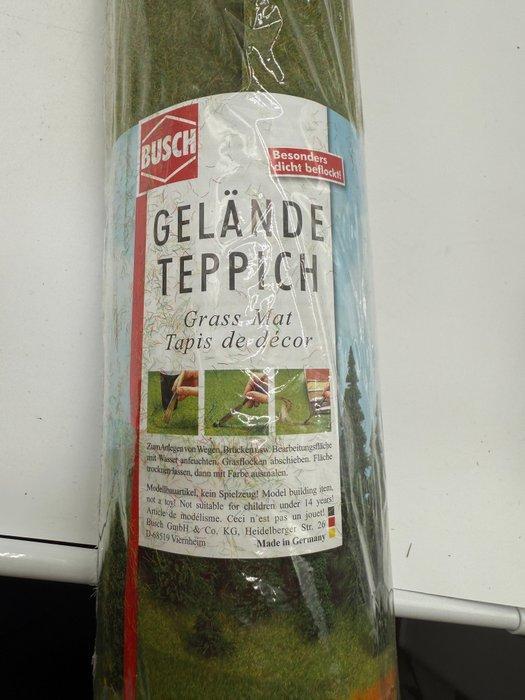 BUSCH
Besonders
dicht beflockt!
GELÄNDE
TEPPICH
Grass Mat
Tapis de décor
Zum Anlegen von Wegen, Brücken usw. Bearbeitungsfläche
mit Wasser anfeuchten, Grasflocken abschieben. Fläche
trocknen lassen, dann mit Farbe ausmalen.
Modellbauartikel, kein Spielzeug! Model building item,
not a toy! Not suitable for children under 14 years!
Article de modélisme. Ceci n'est pas un jouet!
Busch GmbH & Co. KG, Heidelberger Str. 26
D-68519 Viernheim
Made in Germany